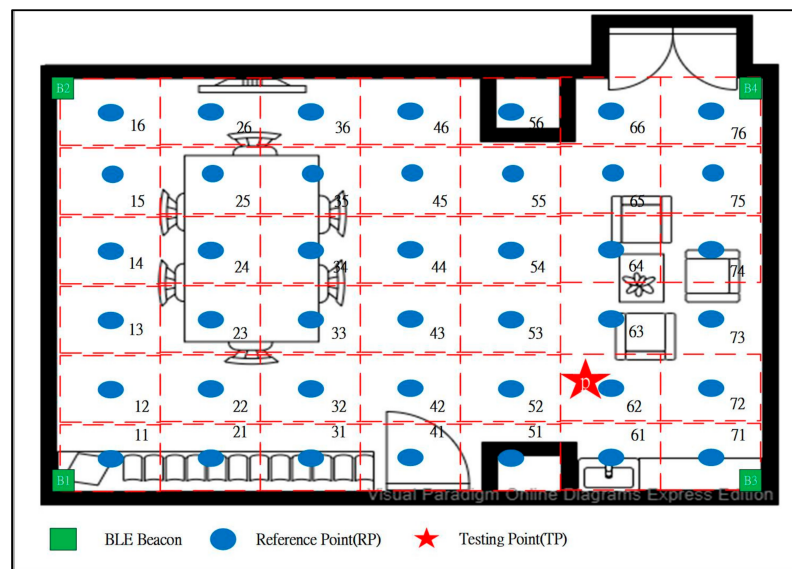 B2 B4
16 26 36 46 56 66 76
15 25 35 45 55 65 75
14 24 34 44 54 64 74
13 23 33 43 53 63 73
P
12 22 32 42 52 62 72
11 21 31 41 51 61 71
B1 B3
Visual Paradigm Online Diagrams Express Edition
BLE Beacon Reference Point(RP) Testing Point(TP)